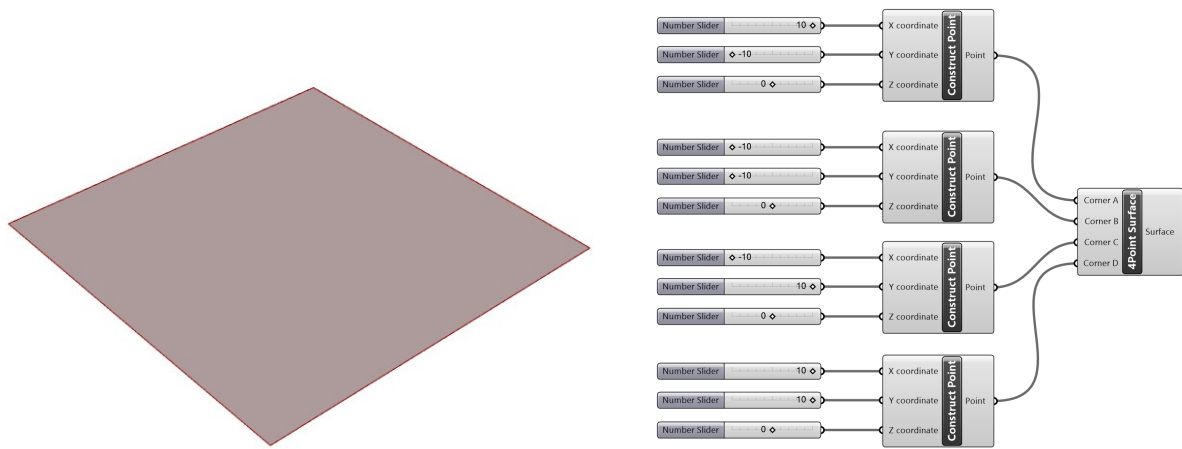 Number Slider 10 X coordinate
Number Slider -10 Y coordinate Construct Point Point
Number Slider 0 Z coordinate
Number Slider -10 X coordinate
Number Slider -10 Y coordinate Construct Point Point
Number Slider 0 Z coordinate
Corner A
Corner B
Corner C
Corner D
4Point Surface
Surface
Number Slider -10 X coordinate
Number Slider 10 Y coordinate Construct Point Point
Number Slider 0 Z coordinate
Number Slider 10 X coordinate
Number Slider 10 Y coordinate Construct Point Point
Number Slider 0 Z coordinate